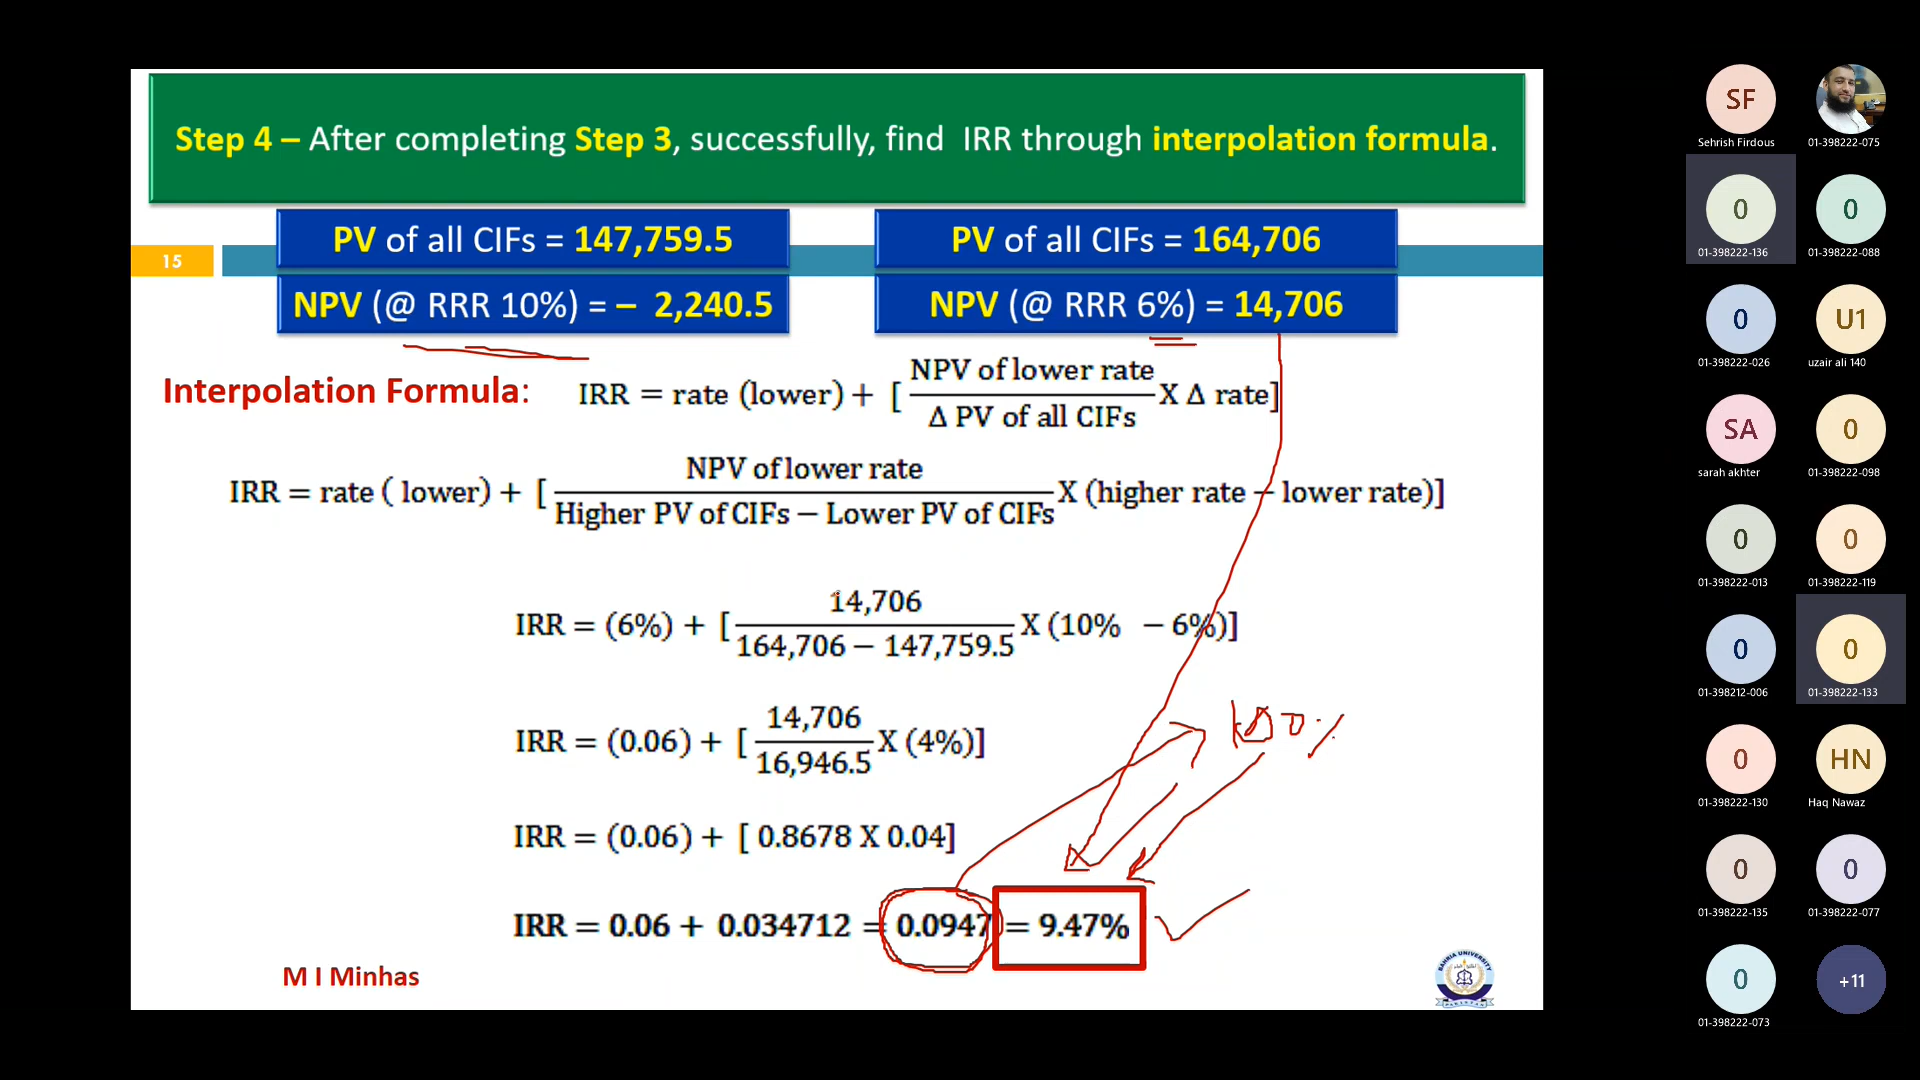 Step 4 – After completing Step 3, successfully, find IRR through interpolation formula.
PV of all CIFs = 147,759.5
PV of all CIFs = 164,706
15
NPV (@ RRR 10%) = – 2,240.5
NPV (@ RRR 6%) = 14,706
Interpolation Formula: IRR = rate (lower) + [ NPV of lower rate / Δ PV of all CIFs X Δ rate]
IRR = rate ( lower) + [ NPV of lower rate / Higher PV of CIFs – Lower PV of CIFs X (higher rate – lower rate)]
IRR = (6%) + [ 14,706 / 164,706 – 147,759.5 X (10% – 6%)]
IRR = (0.06) + [ 14,706 / 16,946.5 X (4%)]
IRR = (0.06) + [ 0.8678 X 0.04]
IRR = 0.06 + 0.034712 = 0.0947 = 9.47%
M I Minhas
BAHRIA UNIVERSITY
PAKISTAN
SF
Sehrish Firdous
01-398222-075
0
01-398222-136
0
01-398222-088
0
01-398222-026
U1
uzair ali 140
SA
sarah akhter
0
01-398222-098
0
01-398222-013
0
01-398222-119
0
01-398212-006
0
01-398222-133
0
01-398222-130
HN
Haq Nawaz
0
01-398222-135
0
01-398222-077
0
01-398222-073
+11